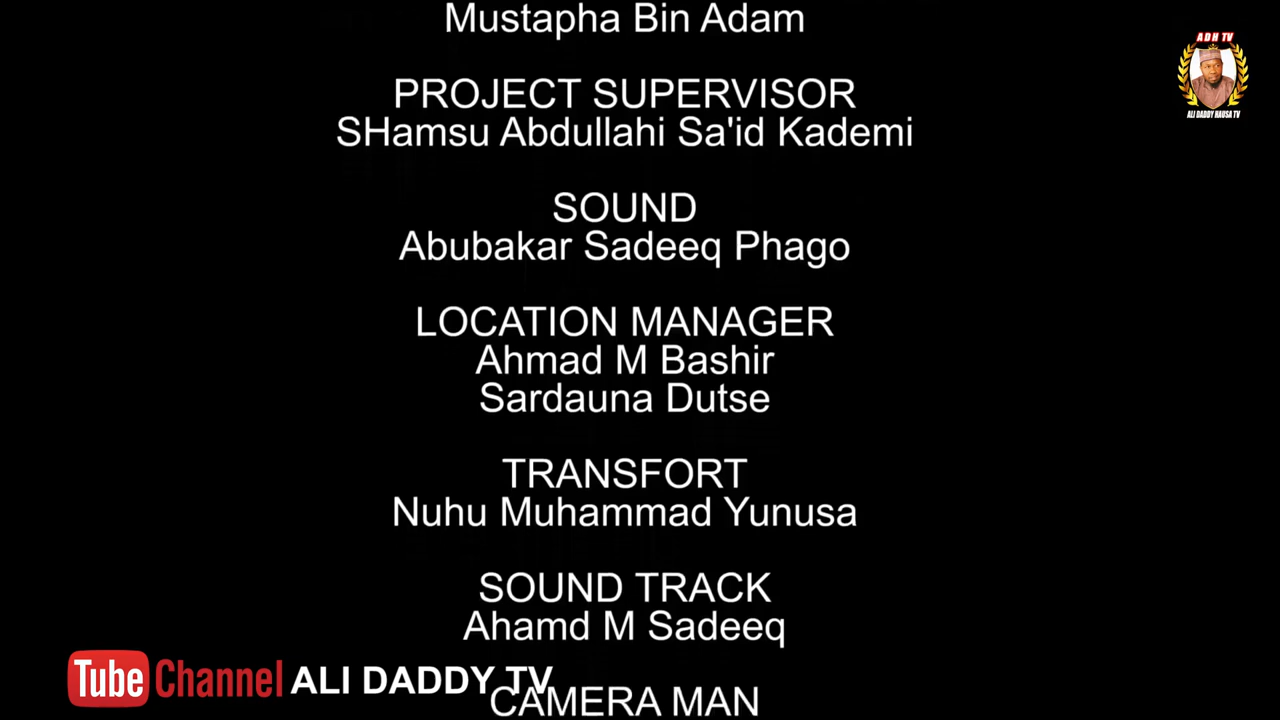 Mustapha Bin Adam
ADH TV
PROJECT SUPERVISOR
SHamsu Abdullahi Sa'id Kademi
ALI DADDY HAUSA TV
SOUND
Abubakar Sadeeq Phago
LOCATION MANAGER
Ahmad M Bashir
Sardauna Dutse
TRANSFORT
Nuhu Muhammad Yunusa
SOUND TRACK
Ahamd M Sadeeq
Tube Channel ALI DADDY TV
CAMERA MAN